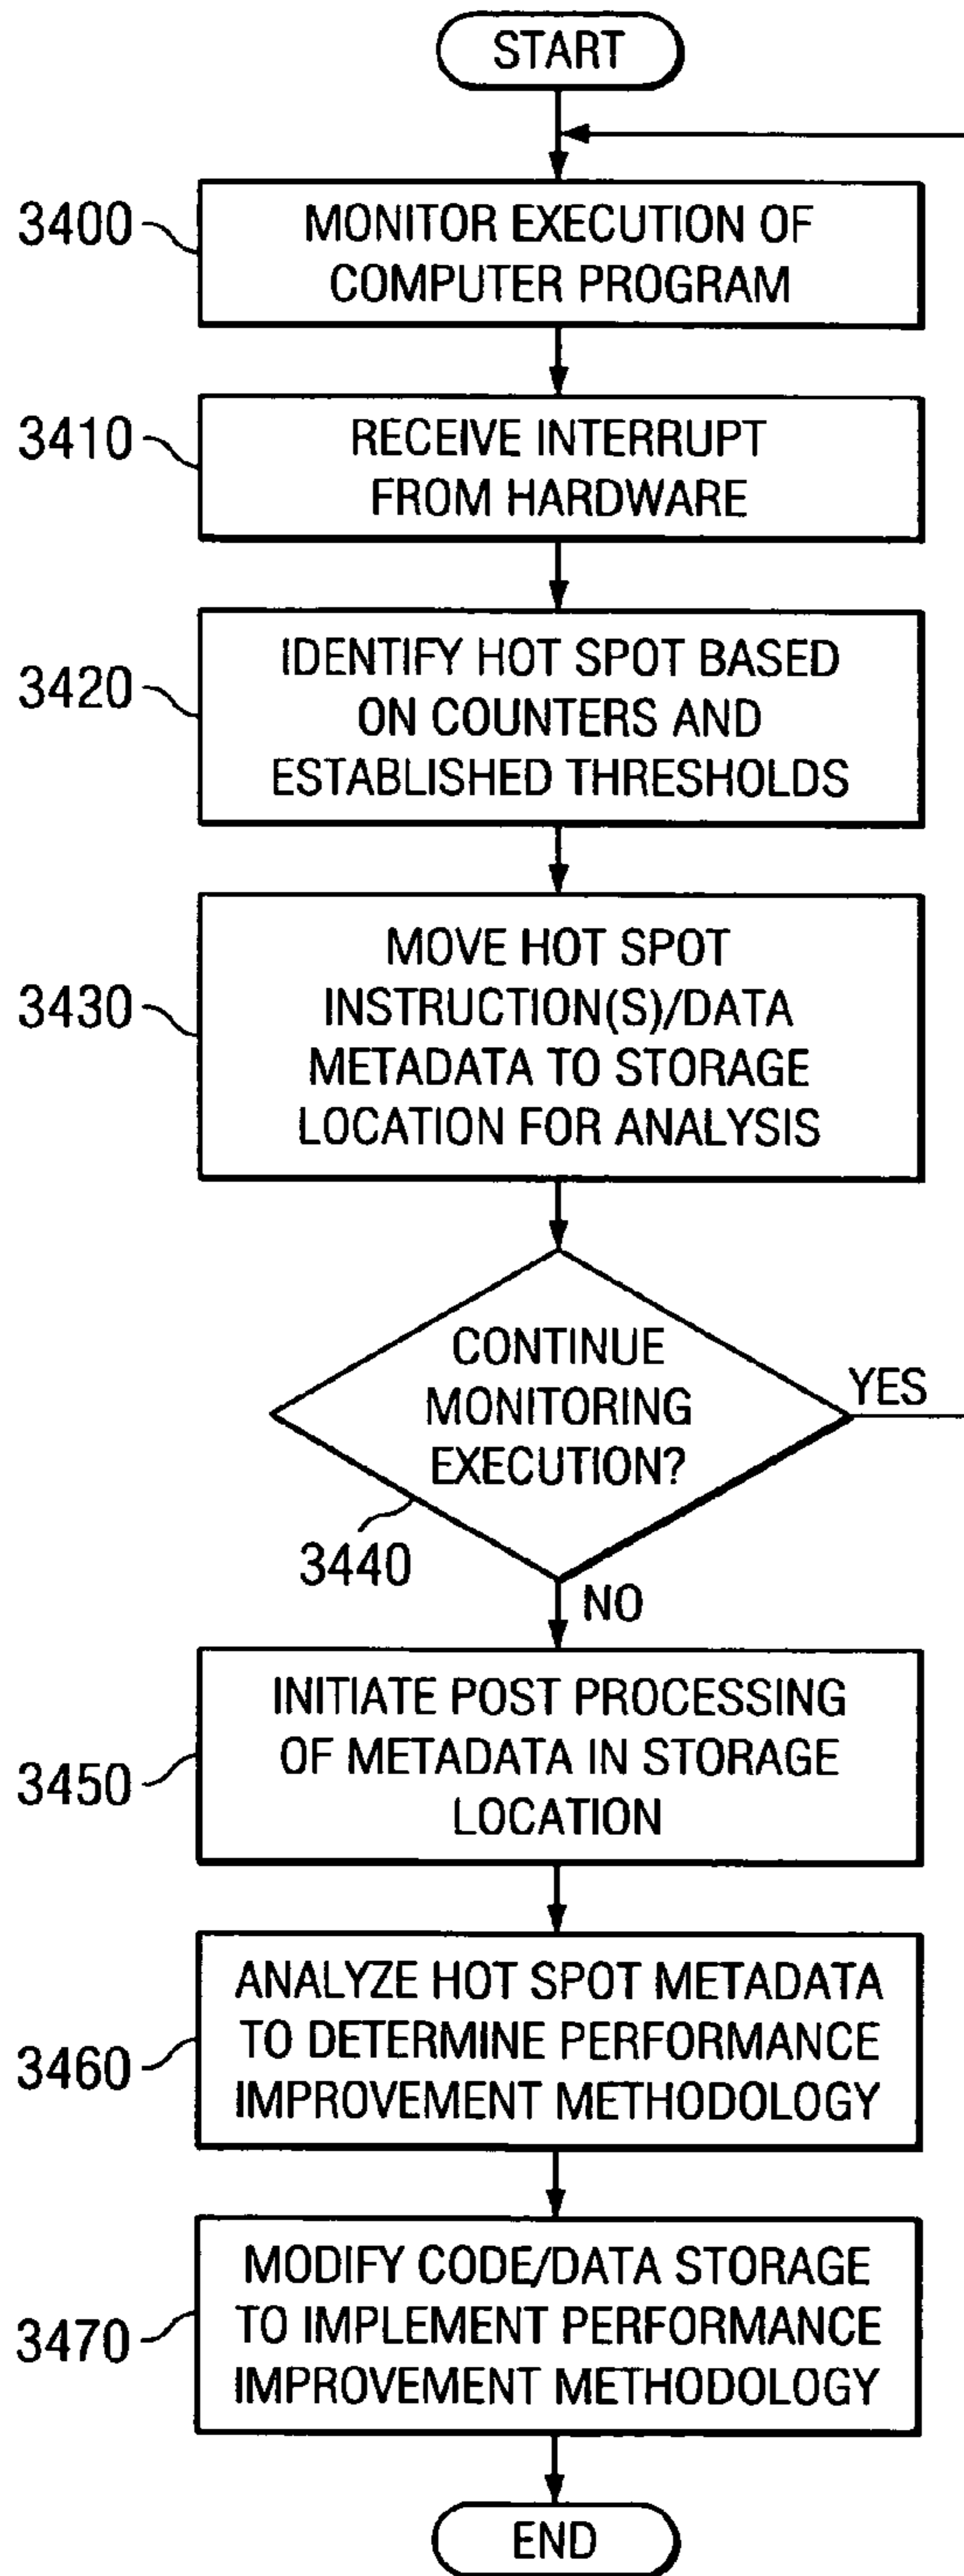 START
3400
MONITOR EXECUTION OF
COMPUTER PROGRAM
3410
RECEIVE INTERRUPT
FROM HARDWARE
3420
IDENTIFY HOT SPOT BASED
ON COUNTERS AND
ESTABLISHED THRESHOLDS
3430
MOVE HOT SPOT
INSTRUCTION(S)/DATA
METADATA TO STORAGE
LOCATION FOR ANALYSIS
CONTINUE
MONITORING
EXECUTION?
YES
3440
NO
3450
INITIATE POST PROCESSING
OF METADATA IN STORAGE
LOCATION
3460
ANALYZE HOT SPOT METADATA
TO DETERMINE PERFORMANCE
IMPROVEMENT METHODOLOGY
3470
MODIFY CODE/DATA STORAGE
TO IMPLEMENT PERFORMANCE
IMPROVEMENT METHODOLOGY
END